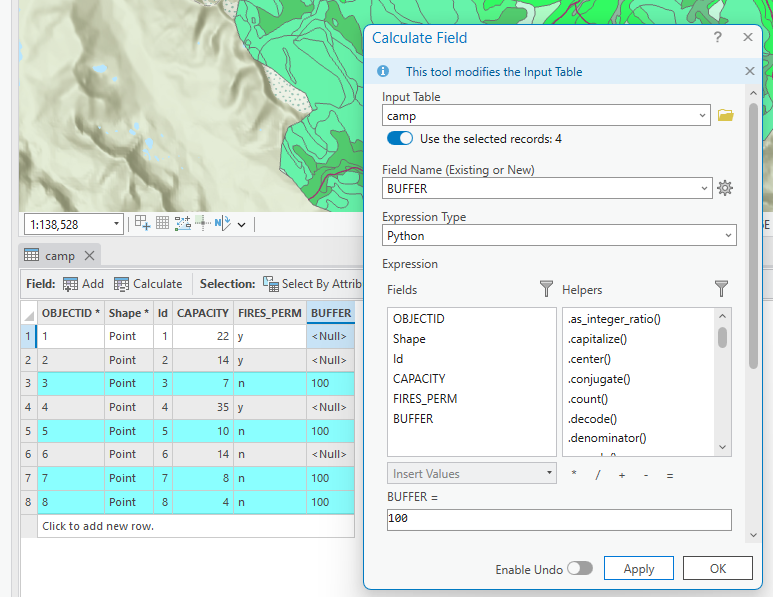 Calculate Field
?
This tool modifies the Input Table
Input Table
camp
Use the selected records: 4
Field Name (Existing or New)
BUFFER
Expression Type
Python
Expression
Fields
Helpers
OBJECTID
Shape
Id
CAPACITY
FIRES_PERM
BUFFER
.as_integer_ratio()
.capitalize()
.center()
.conjugate()
.count()
.decode()
.denominator()
Insert Values
* / + - =
BUFFER =
100
Enable Undo
Apply
OK
1:138,528
camp
Field: Add Calculate Selection: Select By Attrib
OBJECTID * Shape * Id CAPACITY FIRES_PERM BUFFER
1 1 Point 1 22 y <Null>
2 2 Point 2 14 y <Null>
3 3 Point 3 7 n 100
4 4 Point 4 35 y <Null>
5 5 Point 5 10 n 100
6 6 Point 6 14 n <Null>
7 7 Point 7 8 n 100
8 8 Point 8 4 n 100
Click to add new row.